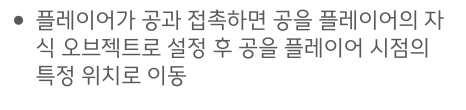 • 플레이어가 공과 접촉하면 공을 플레이어의 자
식 오브젝트로 설정 후 공을 플레이어 시점의
특정 위치로 이동